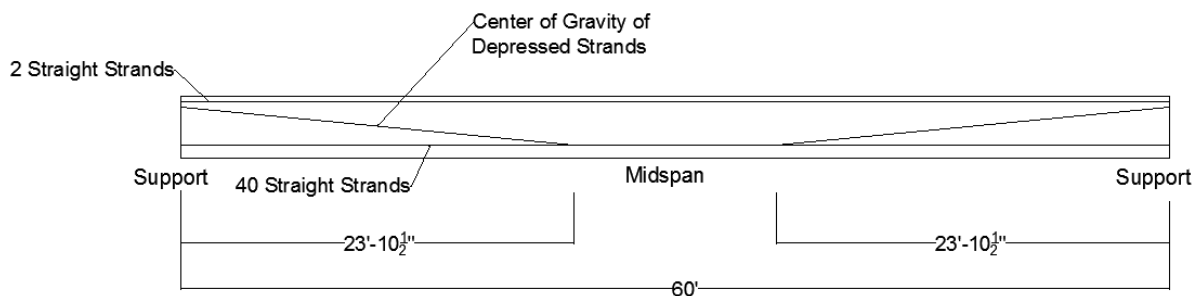 Center of Gravity of
Depressed Strands
2 Straight Strands
Support
40 Straight Strands
Midspan
Support
23'-10½"
23'-10½"
60'